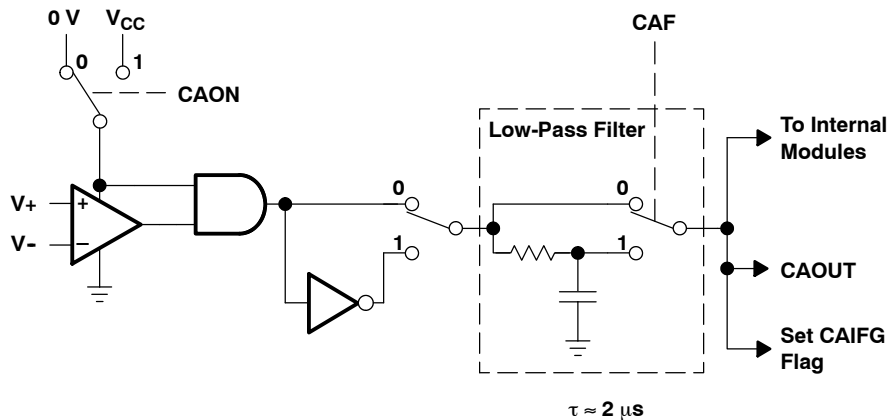 0 V
VCC
CAF
0
1
CAON
Low-Pass Filter
To Internal
Modules
V+
+
V-
−
0
1
0
1
CAOUT
Set CAIFG
Flag
τ ≈ 2 μs